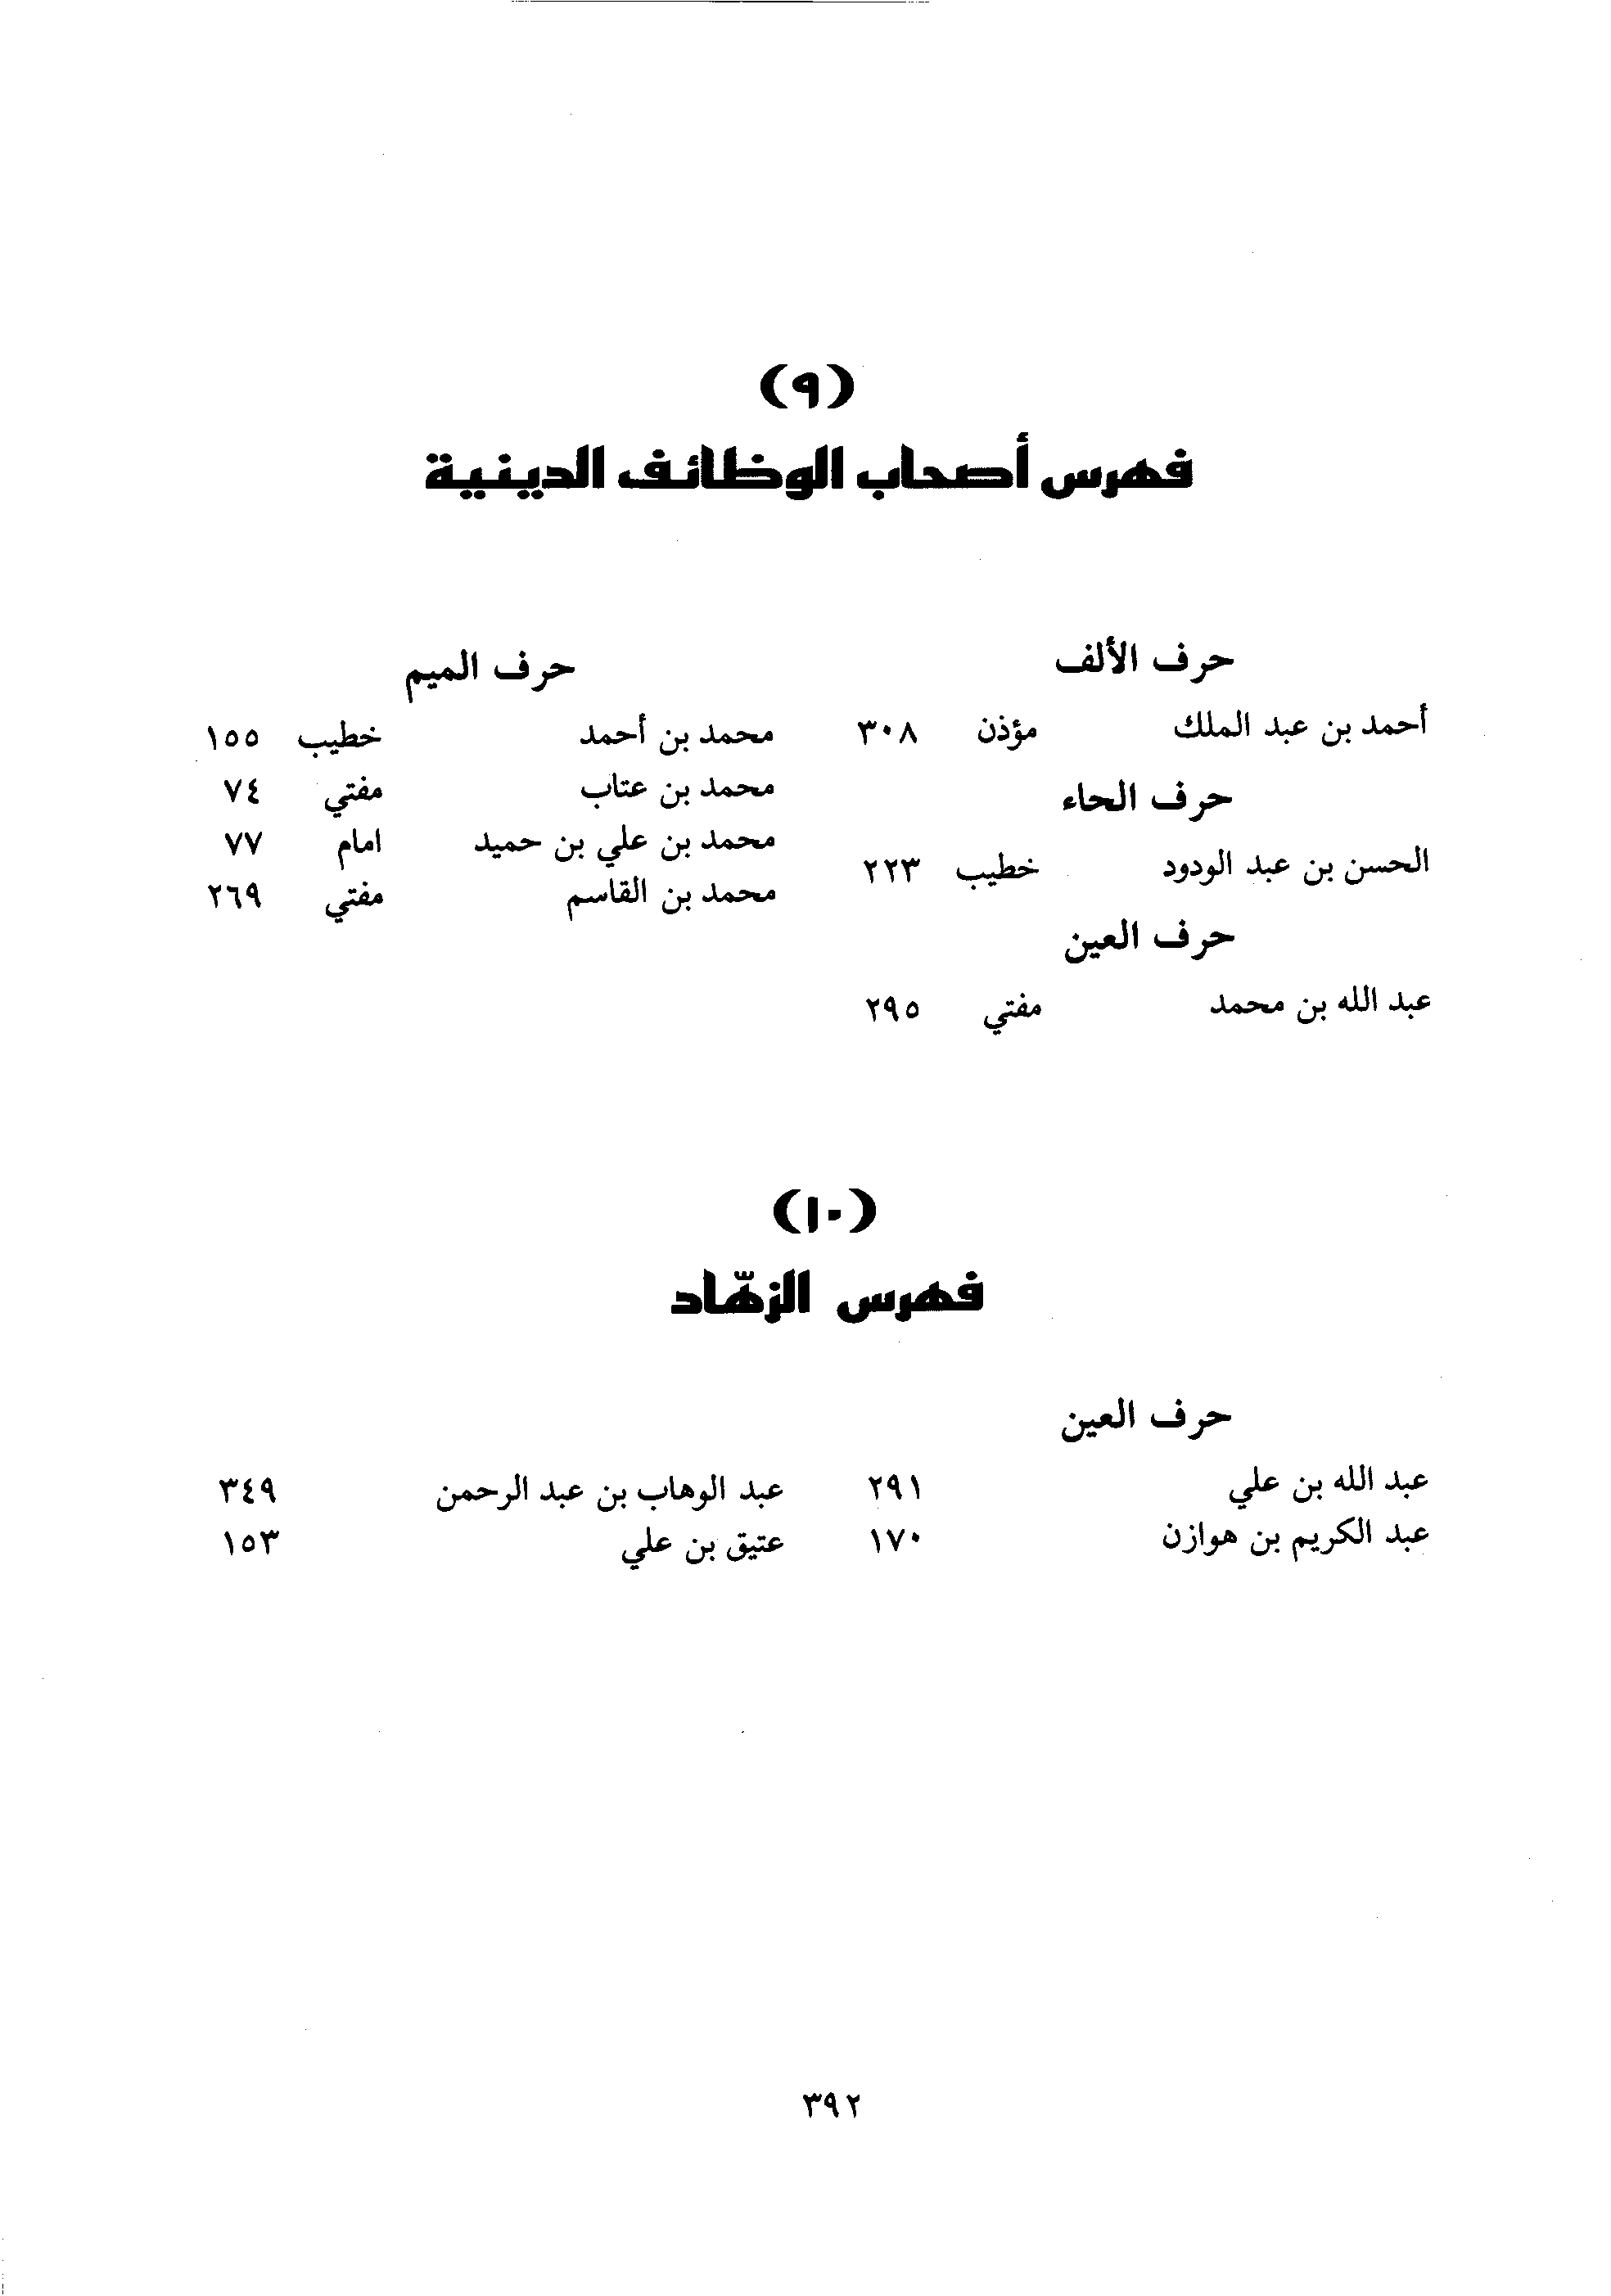 (٩)
فهرس أصحاب الوظائف الدينية
حرف الألف
أحمد بن عبد الملك مؤذن ٣٠٨
حرف الحاء
الحسن بن عبد الودود خطيب ٢٢٣
حرف العين
عبد الله بن محمد مفتي ٢٩٥
حرف الميم
محمد بن أحمد خطيب ١٥٥
محمد بن عتاب مفتي ٧٤
محمد بن علي بن حميد امام ٧٧
محمد بن القاسم مفتي ٢٦٩
(١٠)
فهرس الزهّاد
حرف العين
عبد الله بن علي ٢٩١
عبد الكريم بن هوازن ١٧٠
عبد الوهاب بن عبد الرحمن ٣٤٩
عتيق بن علي ١٥٣
٣٩٢